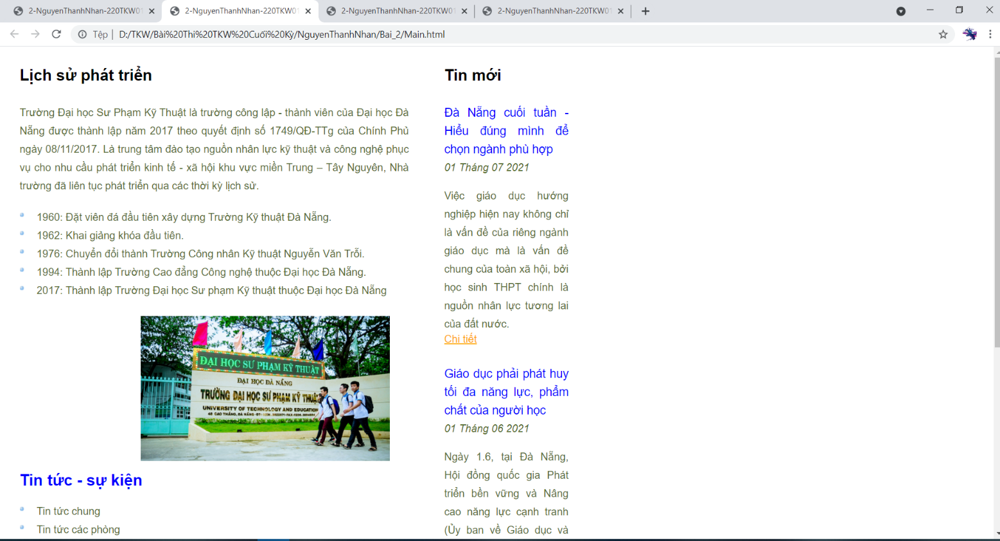 2-NguyenThanhNhan-220TKW01
2-NguyenThanhNhan-220TKW01
2-NguyenThanhNhan-220TKW01
2-NguyenThanhNhan-220TKW01
Tệp | D:/TKW/Bài%20Thi%20TKW%20Cuối%20Kỳ/NguyenThanhNhan/Bai_2/Main.html
Lịch sử phát triển
Trường Đại học Sư Phạm Kỹ Thuật là trường công lập - thành viên của Đại học Đà
Nẵng được thành lập năm 2017 theo quyết định số 1749/QĐ-TTg của Chính Phủ
ngày 08/11/2017. Là trung tâm đào tạo nguồn nhân lực kỹ thuật và công nghệ phục
vụ cho nhu cầu phát triển kinh tế - xã hội khu vực miền Trung – Tây Nguyên, Nhà
trường đã liên tục phát triển qua các thời kỳ lịch sử.
1960: Đặt viên đá đầu tiên xây dựng Trường Kỹ thuật Đà Nẵng.
1962: Khai giảng khóa đầu tiên.
1976: Chuyển đổi thành Trường Công nhân Kỹ thuật Nguyễn Văn Trỗi.
1994: Thành lập Trường Cao đẳng Công nghệ thuộc Đại học Đà Nẵng.
2017: Thành lập Trường Đại học Sư phạm Kỹ thuật thuộc Đại học Đà Nẵng
ĐẠI HỌC SƯ PHẠM KỸ THUẬT
ĐẠI HỌC ĐÀ NẴNG
TRƯỜNG ĐẠI HỌC SƯ PHẠM KỸ THUẬT
UNIVERSITY OF TECHNOLOGY AND EDUCATION
48 CAO THẮNG, ĐÀ NẴNG
Tin tức - sự kiện
Tin tức chung
Tin tức các phòng
Tin mới
Đà Nẵng cuối tuần -
Hiểu đúng mình để
chọn ngành phù hợp
01 Tháng 07 2021
Việc giáo dục hướng
nghiệp hiện nay không chỉ
là vấn đề của riêng ngành
giáo dục mà là vấn đề
chung của toàn xã hội, bởi
học sinh THPT chính là
nguồn nhân lực tương lai
của đất nước.
Chi tiết
Giáo dục phải phát huy
tối đa năng lực, phẩm
chất của người học
01 Tháng 06 2021
Ngày 1.6, tại Đà Nẵng,
Hội đồng quốc gia Phát
triển bền vững và Nâng
cao năng lực cạnh tranh
(Ủy ban về Giáo dục và